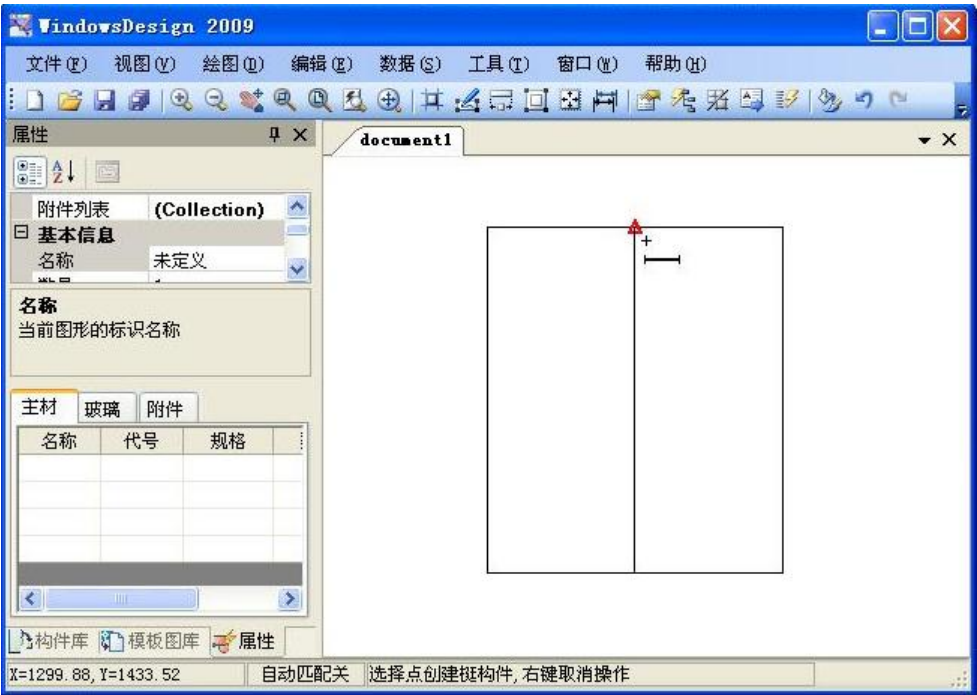 WindowsDesign 2009
文件(F) 视图(V) 绘图(D) 编辑(E) 数据(S) 工具(T) 窗口(W) 帮助(H)
属性
document1
附件列表 (Collection)
基本信息
名称 未定义
名称
当前图形的标识名称
主材 玻璃 附件
名称 代号 规格
构件库 模板图库 属性
X=1299.88, Y=1433.52 自动匹配关 选择点创建梃构件,右键取消操作